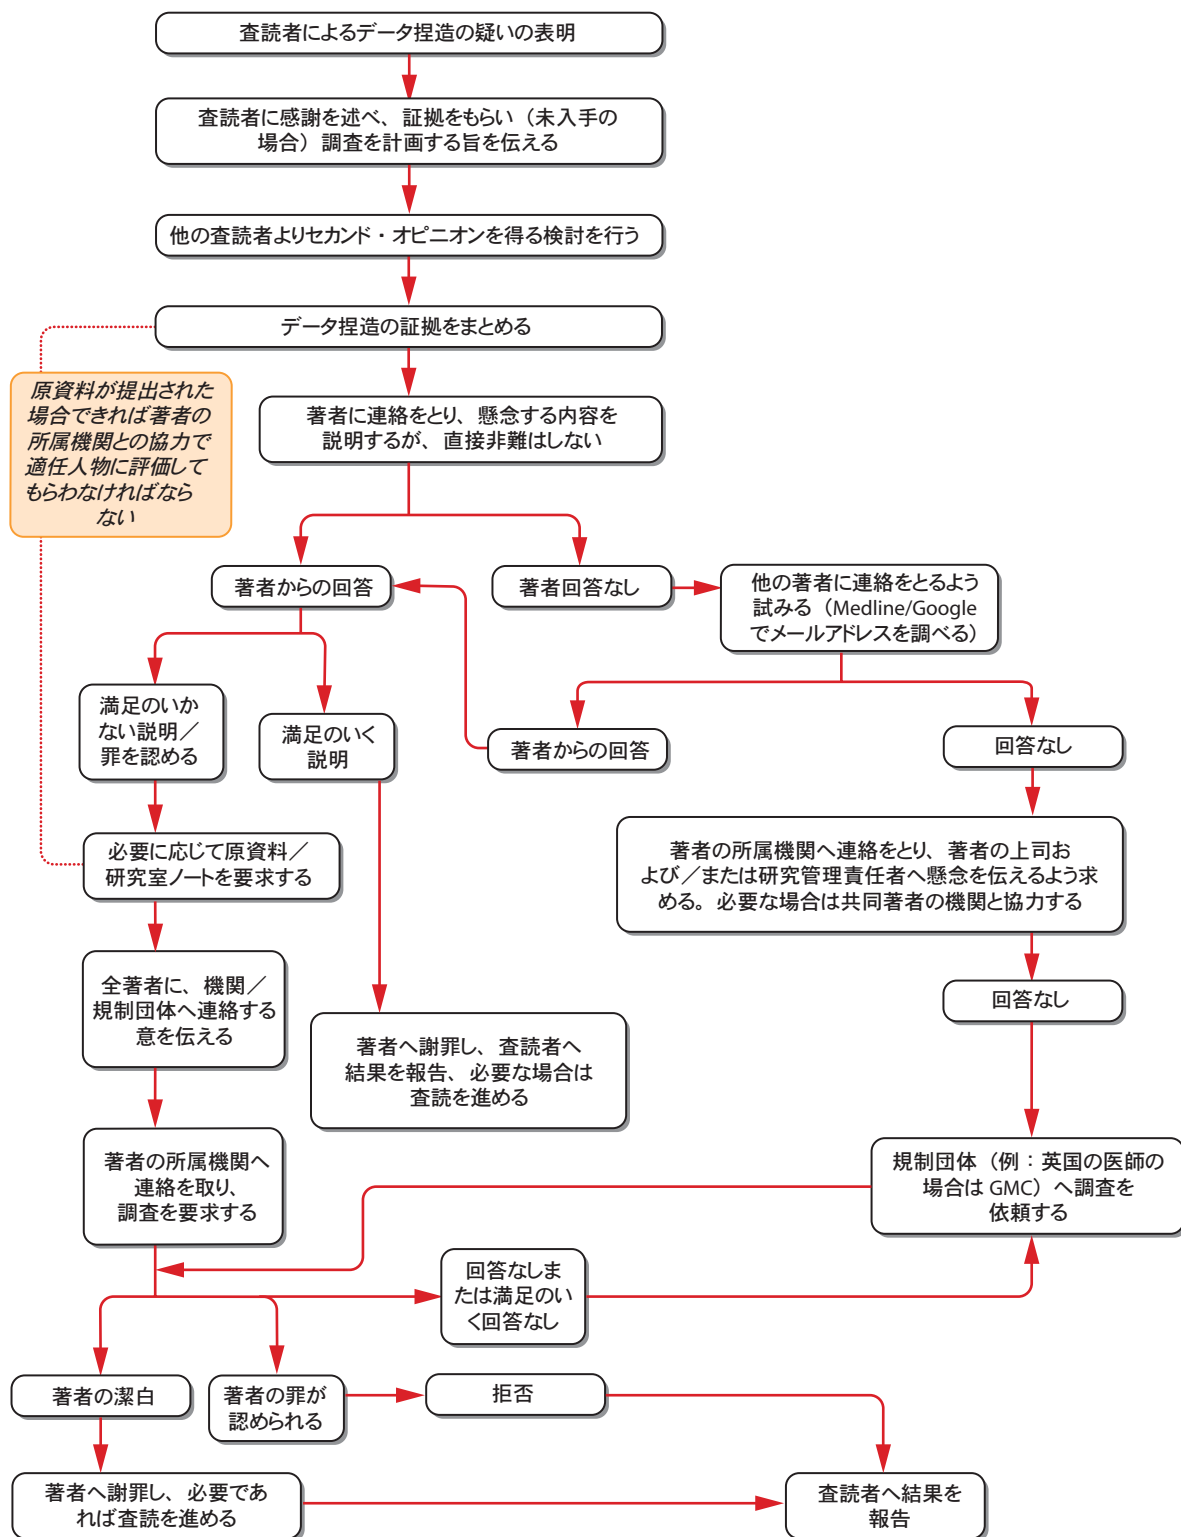 査読者によるデータ捏造の疑いの表明
査読者に感謝を述べ、証拠をもらい（未入手の
場合）調査を計画する旨を伝える
他の査読者よりセカンド・オピニオンを得る検討を行う
データ捏造の証拠をまとめる
原資料が提出された
場合できれば著者の
所属機関との協力で
適任人物に評価して
もらわなければなら
ない
著者に連絡をとり、懸念する内容を
説明するが、直接非難はしない
著者からの回答
著者回答なし
他の著者に連絡をとるよう
試みる（Medline/Google
でメールアドレスを調べる）
満足のいか
ない説明／
罪を認める
満足のいく
説明
著者からの回答
回答なし
必要に応じて原資料／
研究室ノートを要求する
著者の所属機関へ連絡をとり、著者の上司お
よび／または研究管理責任者へ懸念を伝えるよう求
める。必要な場合は共同著者の機関と協力する
全著者に、機関／
規制団体へ連絡する
意を伝える
回答なし
著者へ謝罪し、査読者へ
結果を報告、必要な場合は
査読を進める
著者の所属機関へ
連絡を取り、
調査を要求する
規制団体（例：英国の医師の
場合は GMC）へ調査を
依頼する
回答なしま
たは満足のい
く回答なし
著者の潔白
著者の罪が
認められる
拒否
著者へ謝罪し、必要であ
れば査読を進める
査読者へ結果を
報告